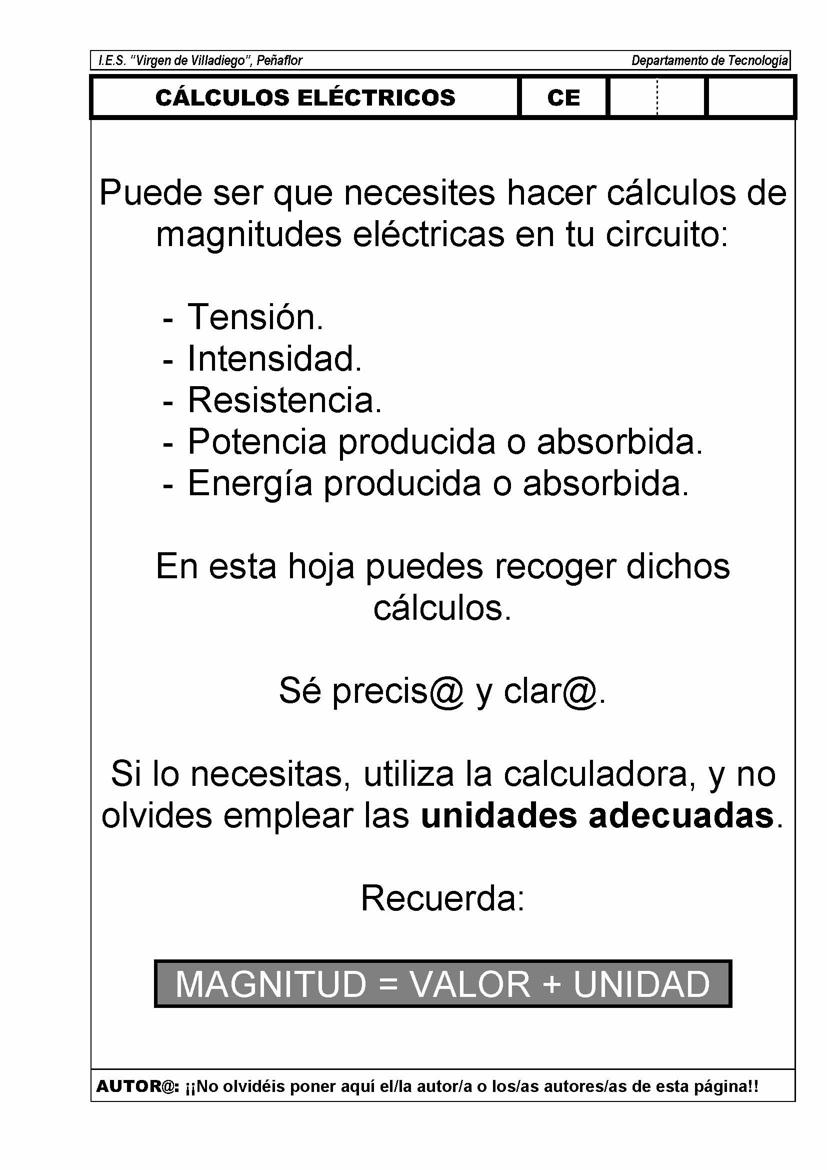 I.E.S. "Virgen de Villadiego", Peñaflor Departamento de Tecnología
CÁLCULOS ELÉCTRICOS CE
Puede ser que necesites hacer cálculos de
magnitudes eléctricas en tu circuito:
- Tensión.
- Intensidad.
- Resistencia.
- Potencia producida o absorbida.
- Energía producida o absorbida.
En esta hoja puedes recoger dichos
cálculos.
Sé precis@ y clar@.
Si lo necesitas, utiliza la calculadora, y no
olvides emplear las unidades adecuadas.
Recuerda:
MAGNITUD = VALOR + UNIDAD
AUTOR@: ¡¡No olvidéis poner aquí el/la autor/a o los/as autores/as de esta página!!